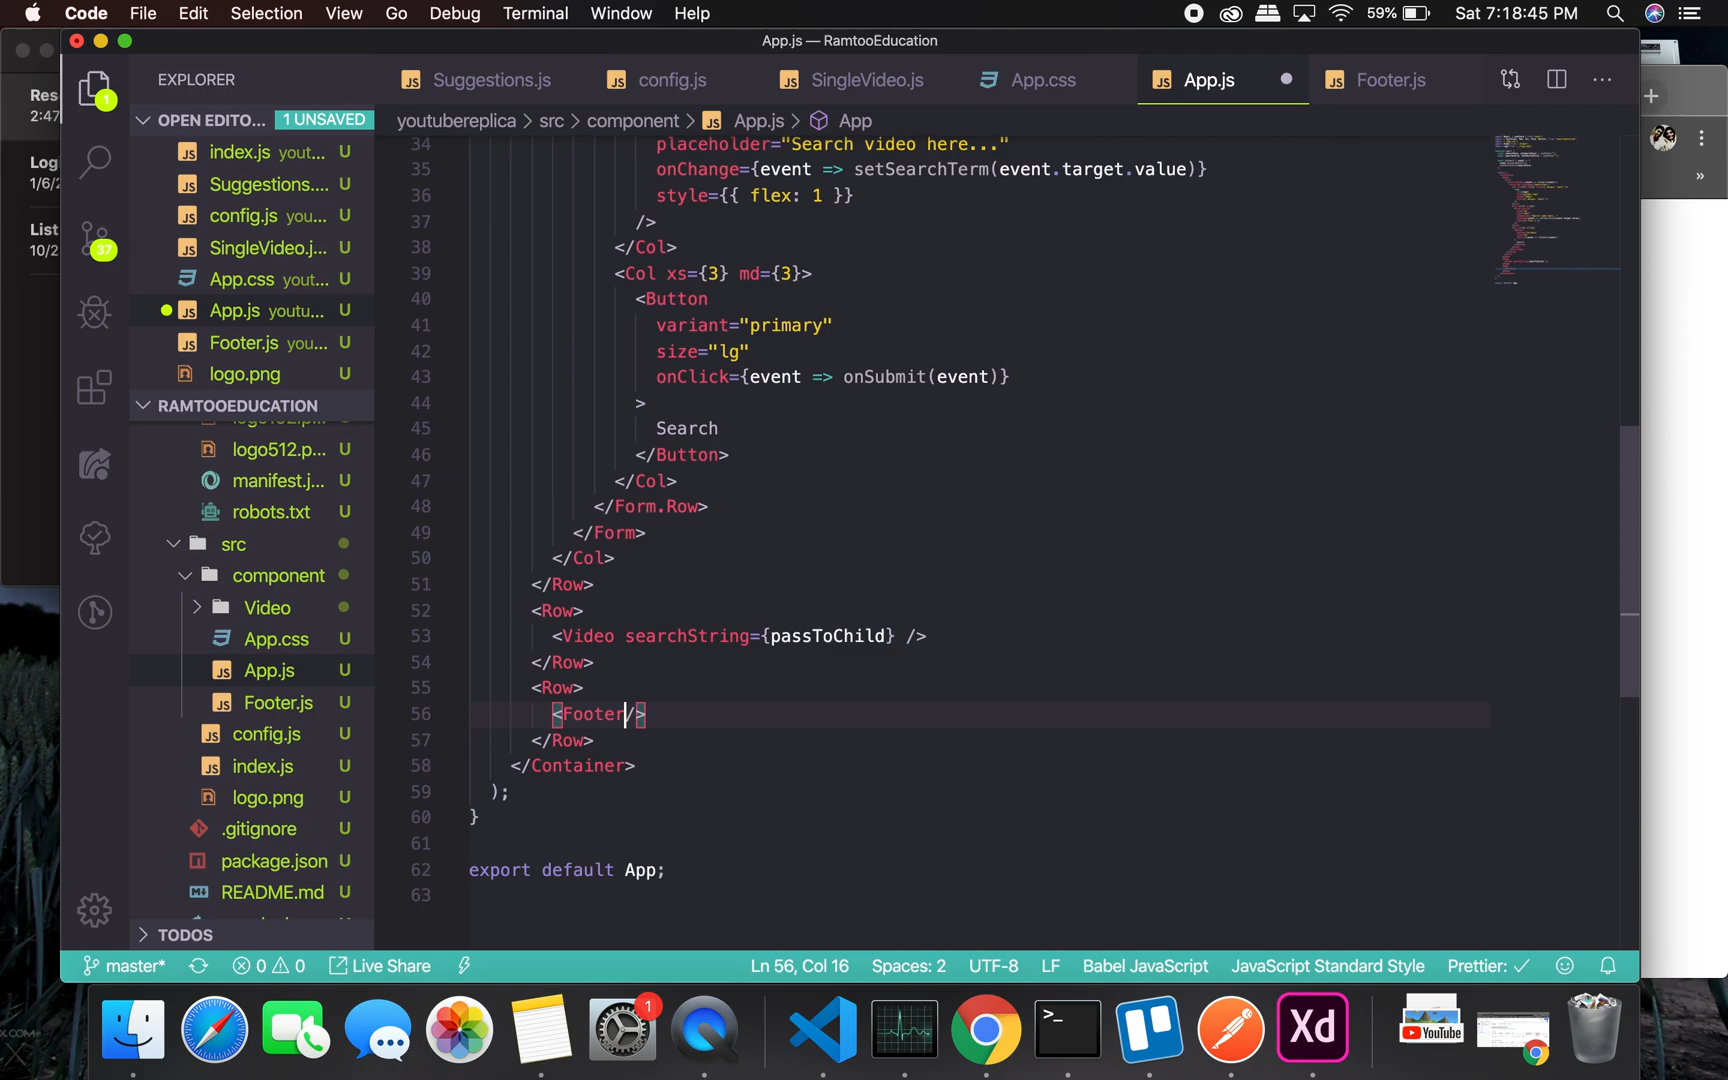 Code File Edit Selection View Go Debug Terminal Window Help 59% Sat 7:18:45 PM
App.js — RamtooEducation
Res
2:47
Log
1/6/2
List
10/2
EXPLORER
Suggestions.js config.js SingleVideo.js App.css App.js Footer.js
OPEN EDITO... 1 UNSAVED
youtubereplica > src > component > App.js > App
index.js yout... U
Suggestions.... U
config.js you... U
SingleVideo.j... U
App.css yout... U
App.js youtu... U
Footer.js you... U
logo.png U
RAMTOOEDUCATION
logo512.p... U
manifest.j... U
robots.txt U
src
component
Video
App.css U
App.js U
Footer.js U
config.js U
index.js U
logo.png U
.gitignore U
package.json U
README.md U
TODOS
1
37
34 placeholder="Search video here..."
35 onChange={event => setSearchTerm(event.target.value)}
36 style={{ flex: 1 }}
37 />
38 </Col>
39 <Col xs={3} md={3}>
40 <Button
41 variant="primary"
42 size="lg"
43 onClick={event => onSubmit(event)}
44 >
45 Search
46 </Button>
47 </Col>
48 </Form.Row>
49 </Form>
50 </Col>
51 </Row>
52 <Row>
53 <Video searchString={passToChild} />
54 </Row>
55 <Row>
56 <Footer/>
57 </Row>
58 </Container>
59 );
60 }
61
62 export default App;
63
master* 0 0 Live Share Ln 56, Col 16 Spaces: 2 UTF-8 LF Babel JavaScript JavaScript Standard Style Prettier: ✓
1
>_
Xd
YouTube
X.COM